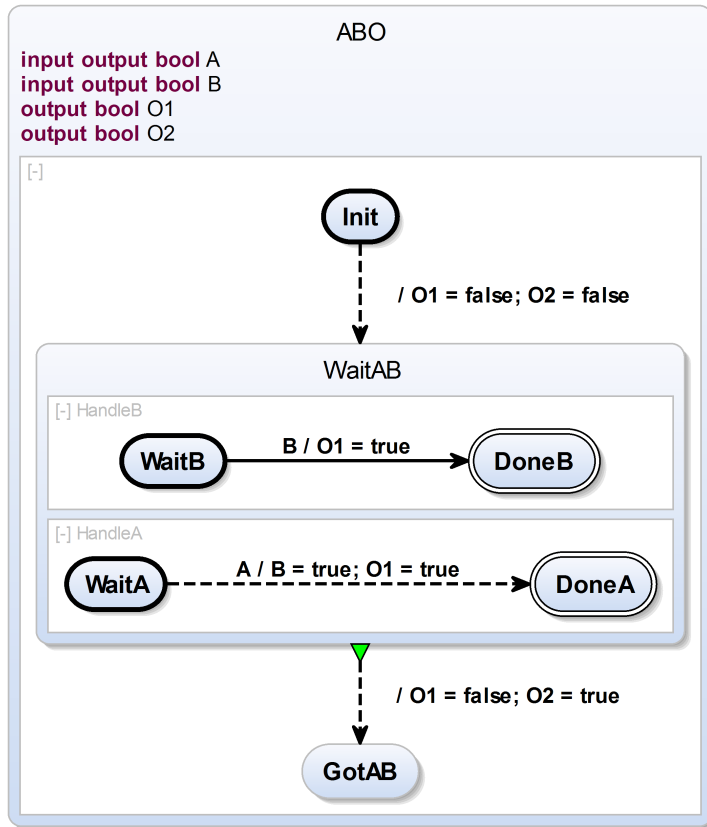 ABO
input output bool A
input output bool B
output bool O1
output bool O2
[-]
Init
/ O1 = false; O2 = false
WaitAB
[-] HandleB
WaitB
B / O1 = true
DoneB
[-] HandleA
WaitA
A / B = true; O1 = true
DoneA
/ O1 = false; O2 = true
GotAB